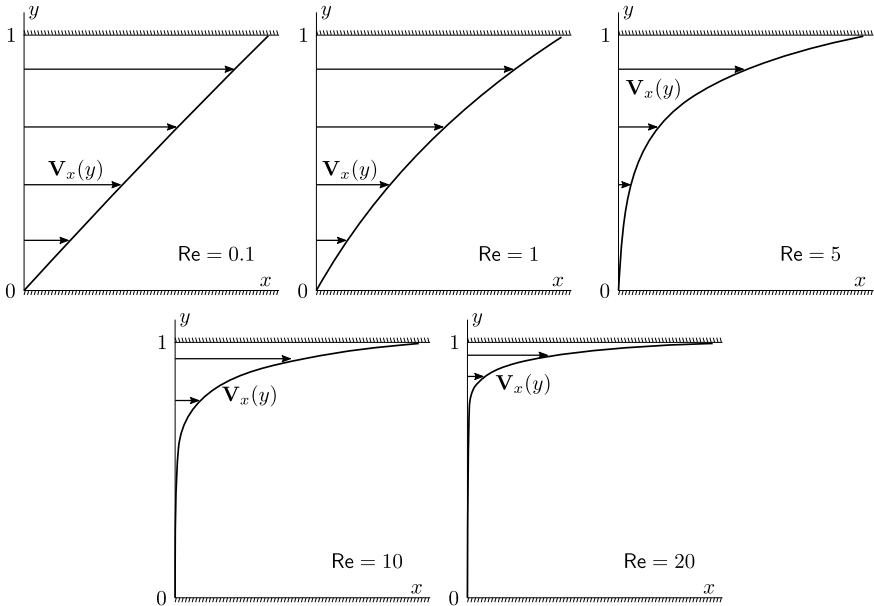 y
1
V_x(y)
Re = 0.1
x
0
y
1
V_x(y)
Re = 1
x
0
y
1
V_x(y)
Re = 5
x
0
y
1
V_x(y)
Re = 10
x
0
y
1
V_x(y)
Re = 20
x
0